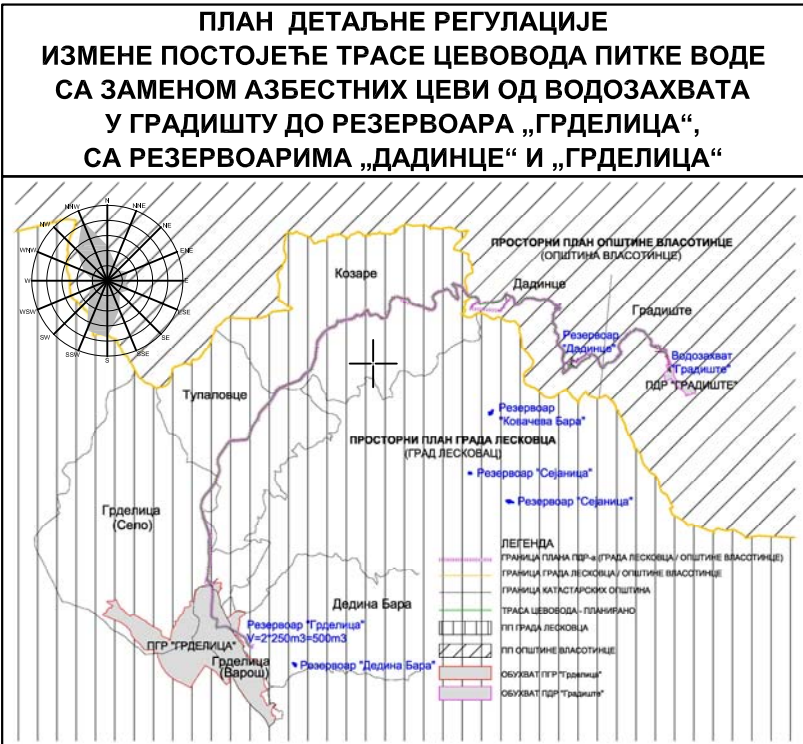 ПЛАН ДЕТАЉНЕ РЕГУЛАЦИЈЕ
ИЗМЕНЕ ПОСТОЈЕЋЕ ТРАСЕ ЦЕВОВОДА ПИТКЕ ВОДЕ
СА ЗАМЕНОМ АЗБЕСТНИХ ЦЕВИ ОД ВОДОЗАХВАТА
У ГРАДИШТУ ДО РЕЗЕРВОАРА „ГРДЕЛИЦА“,
СА РЕЗЕРВОАРИМА „ДАДИНЦЕ“ И „ГРДЕЛИЦА“
N
NNE
NE
ENE
E
ESE
SE
SSE
S
SSW
SW
WSW
W
WNW
NW
NNW
ПРОСТОРНИ ПЛАН ОПШТИНЕ ВЛАСОТИНЦЕ
(ОПШТИНА ВЛАСОТИНЦЕ)
Козаре
Дадинце
Градиште
Резервоар
"Дадинце"
Водозахват
"Градиште"
ПДР "ГРАДИШТЕ"
Тупаловце
Резервоар
"Ковачева Бара"
ПРОСТОРНИ ПЛАН ГРАДА ЛЕСКОВЦА
(ГРАД ЛЕСКОВАЦ)
Резервоар "Сејаница"
Резервоар "Сејаница"
Грделица
(Село)
Дедина Бара
Резервоар "Грделица"
V=2*250m3=500m3
ПГР "ГРДЕЛИЦА"
Грделица
(Варош)
Резервоар "Дедина Бара"
ЛЕГЕНДА
ГРАНИЦА ПЛАНА ПДР-а (ГРАДА ЛЕСКОВЦА / ОПШТИНЕ ВЛАСОТИНЦЕ)
ГРАНИЦА ГРАДА ЛЕСКОВЦА / ОПШТИНЕ ВЛАСОТИНЦЕ
ГРАНИЦА КАТАСТАРСКИХ ОПШТИНА
ТРАСА ЦЕВОВОДА - ПЛАНИРАНО
ПП ГРАДА ЛЕСКОВЦА
ПП ОПШТИНЕ ВЛАСОТИНЦЕ
ОБУХВАТ ПГР "Грделица"
ОБУХВАТ ПДР "Градиште"